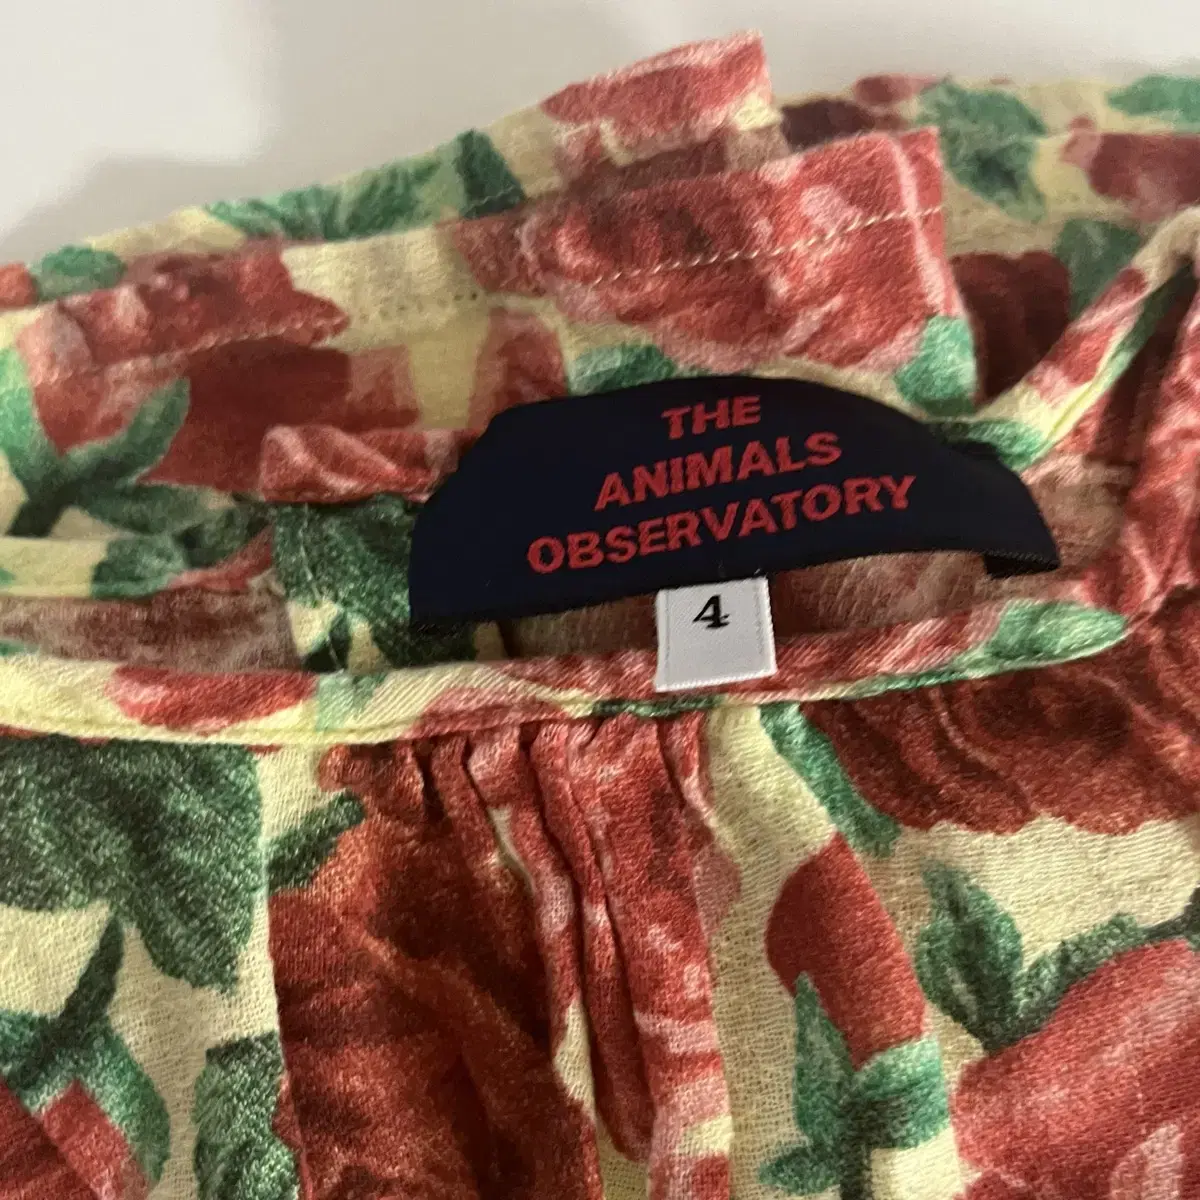 THE
ANIMALS
OBSERVATORY
4